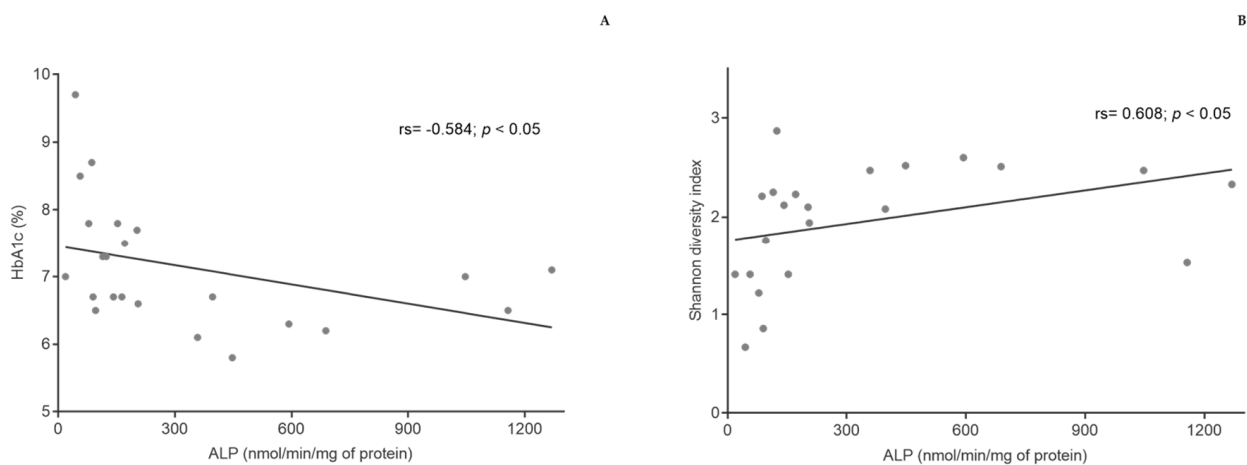 A
10
9
8
7
6
5
HbA1c (%)
rs= -0.584; p < 0.05
0 300 600 900 1200
ALP (nmol/min/mg of protein)
B
3
2
1
0
Shannon diversity index
rs= 0.608; p < 0.05
0 300 600 900 1200
ALP (nmol/min/mg of protein)